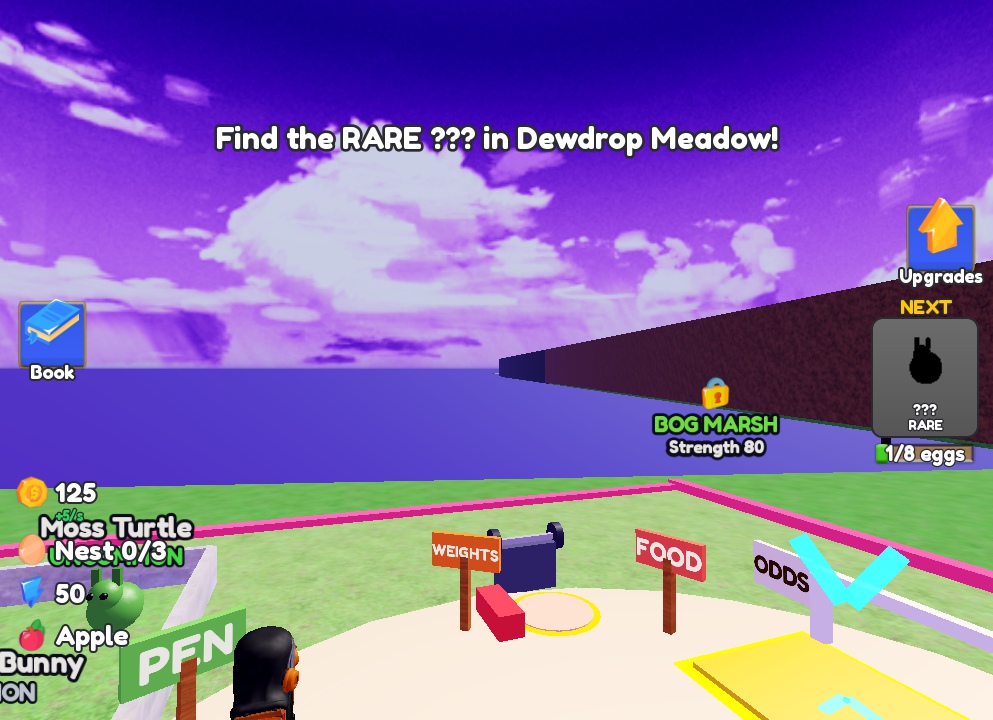 Find the RARE ??? in Dewdrop Meadow!
Upgrades
NEXT
???
RARE
1/8 eggs
Book
BOG MARSH
Strength 80
125
+5/s
Moss Turtle
Nest 0/3
50
Apple
Bunny
WEIGHTS
FOOD
ODDS
PEN